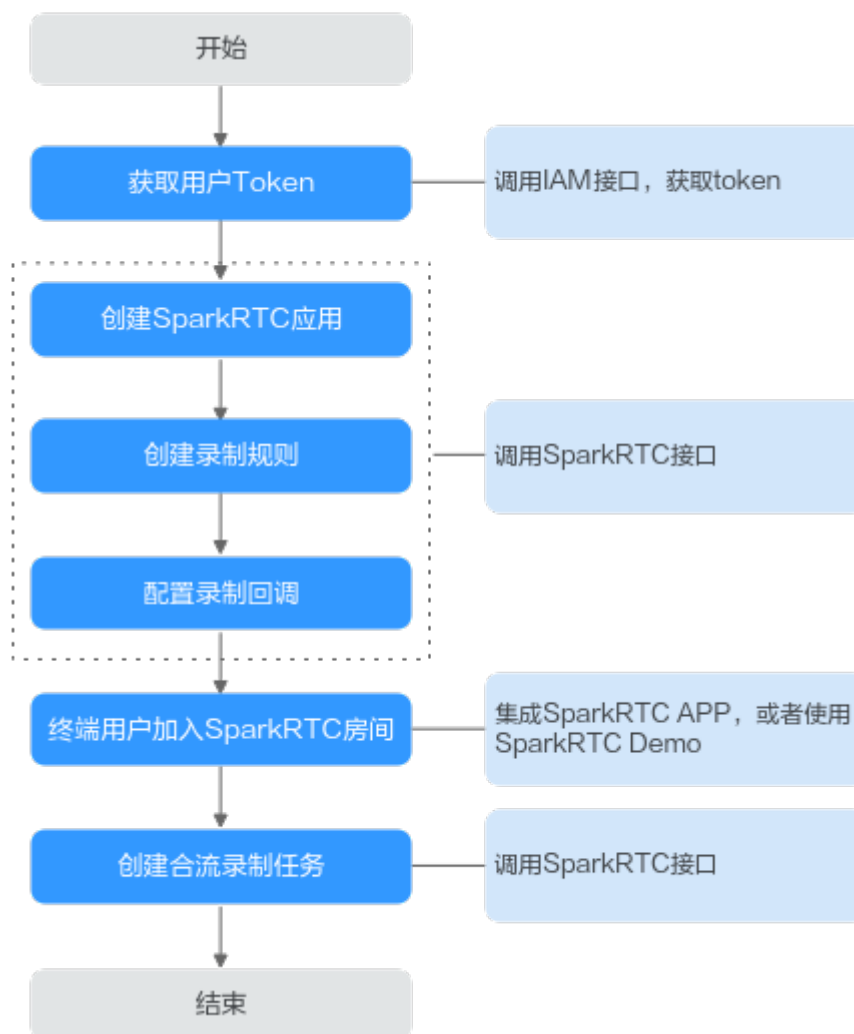 开始
获取用户Token
调用IAM接口，获取token
创建SparkRTC应用
创建录制规则
调用SparkRTC接口
配置录制回调
终端用户加入SparkRTC房间
集成SparkRTC APP，或者使用
SparkRTC Demo
创建合流录制任务
调用SparkRTC接口
结束